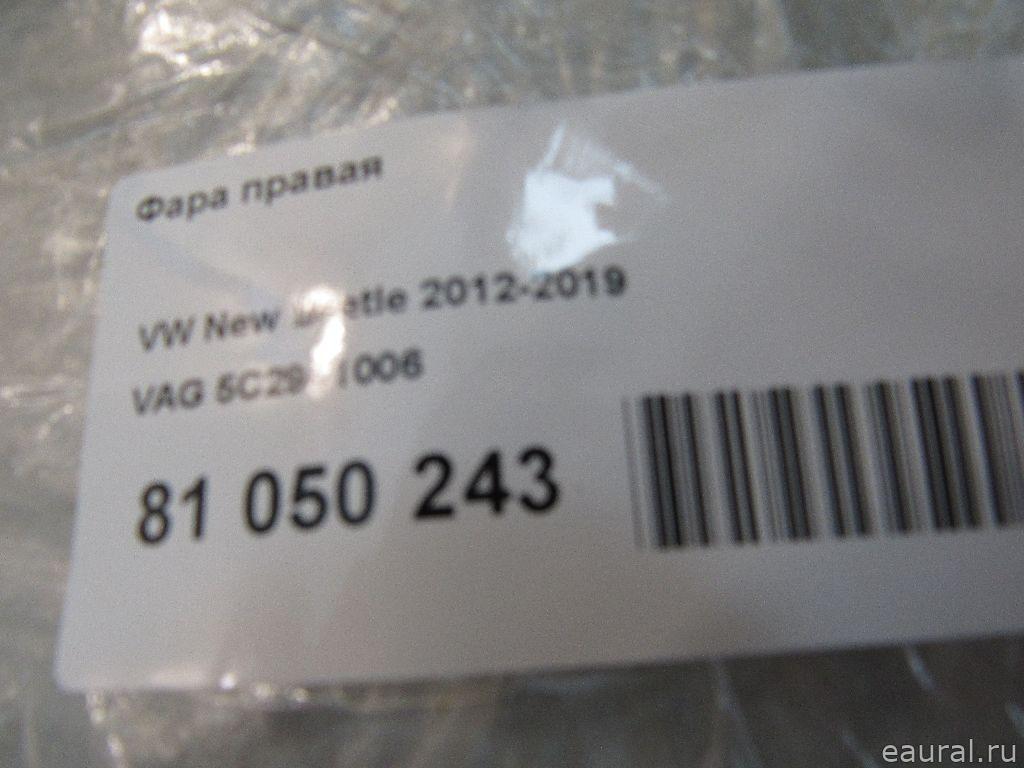 Фара правая
VW New 2012-2019
VAG
81 050 243
eaural.ru